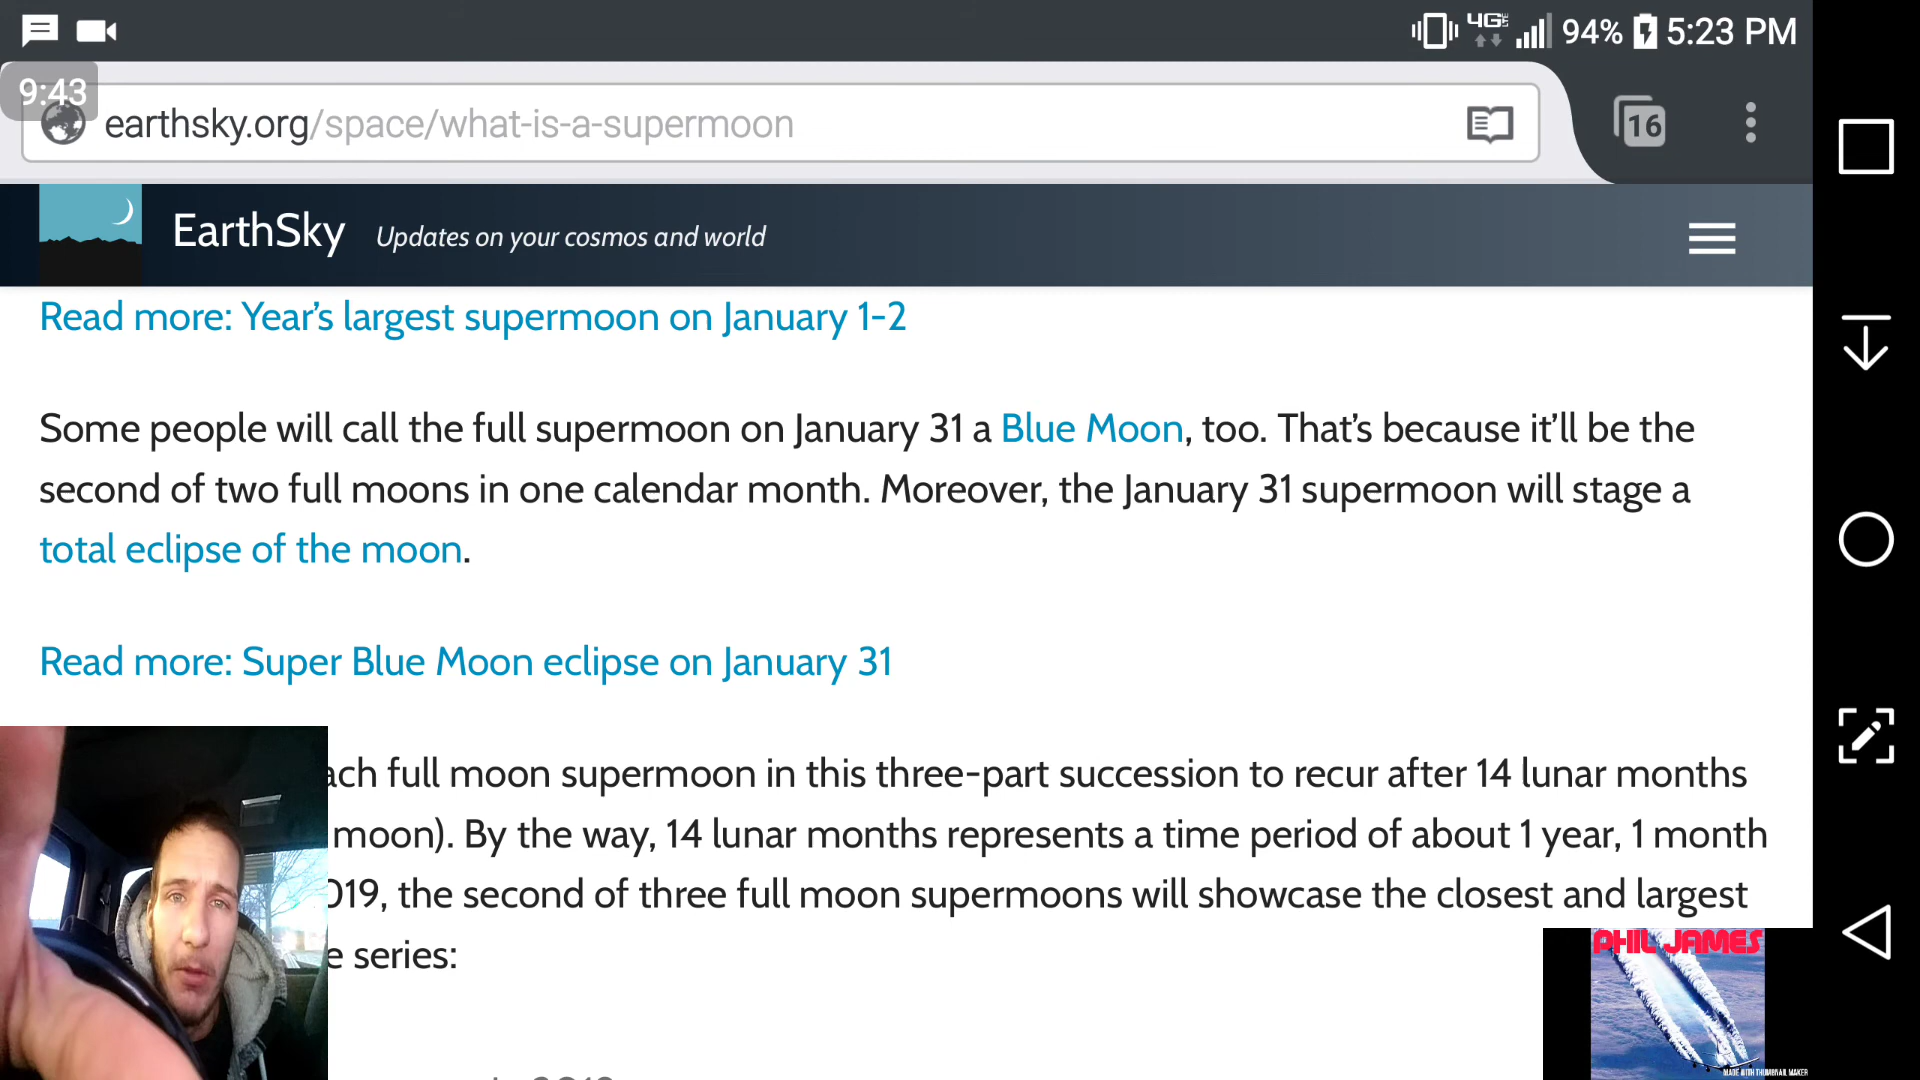 94% 5:23 PM
9:43
earthsky.org/space/what-is-a-supermoon
16
EarthSky Updates on your cosmos and world
Read more: Year's largest supermoon on January 1-2
Some people will call the full supermoon on January 31 a Blue Moon, too. That's because it'll be the
second of two full moons in one calendar month. Moreover, the January 31 supermoon will stage a
total eclipse of the moon.
Read more: Super Blue Moon eclipse on January 31
ach full moon supermoon in this three-part succession to recur after 14 lunar months
moon). By the way, 14 lunar months represents a time period of about 1 year, 1 month
019, the second of three full moon supermoons will showcase the closest and largest
e series:
PHIL JAMES
MADE WITH THUMBNAIL MAKER